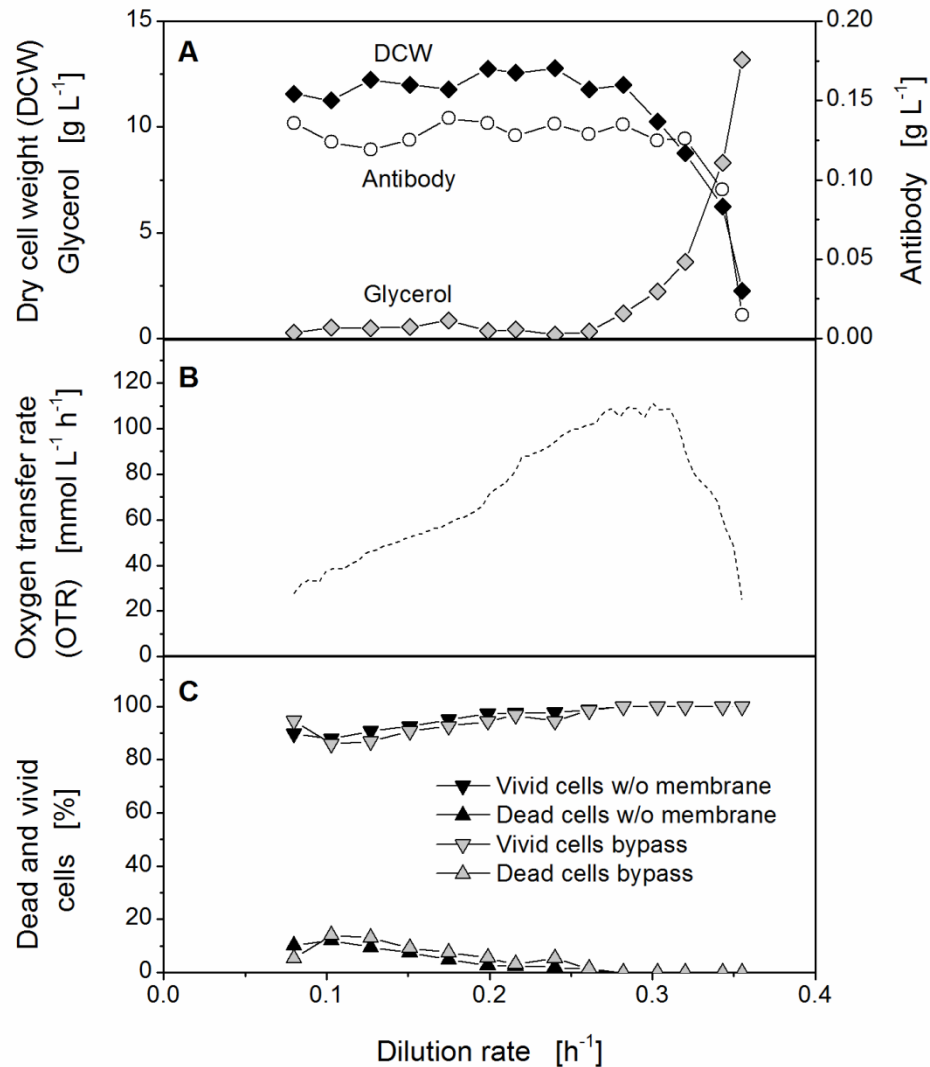 15
10
5
0
Dry cell weight (DCW)
Glycerol [g L⁻¹]
A
DCW
Antibody
Glycerol
0.20
0.15
0.10
0.05
0.00
Antibody [g L⁻¹]
120
100
80
60
40
20
0
Oxygen transfer rate
(OTR) [mmol L⁻¹ h⁻¹]
B
100
80
60
40
20
0
Dead and vivid
cells [%]
C
Vivid cells w/o membrane
Dead cells w/o membrane
Vivid cells bypass
Dead cells bypass
0.0
0.1
0.2
0.3
0.4
Dilution rate [h⁻¹]